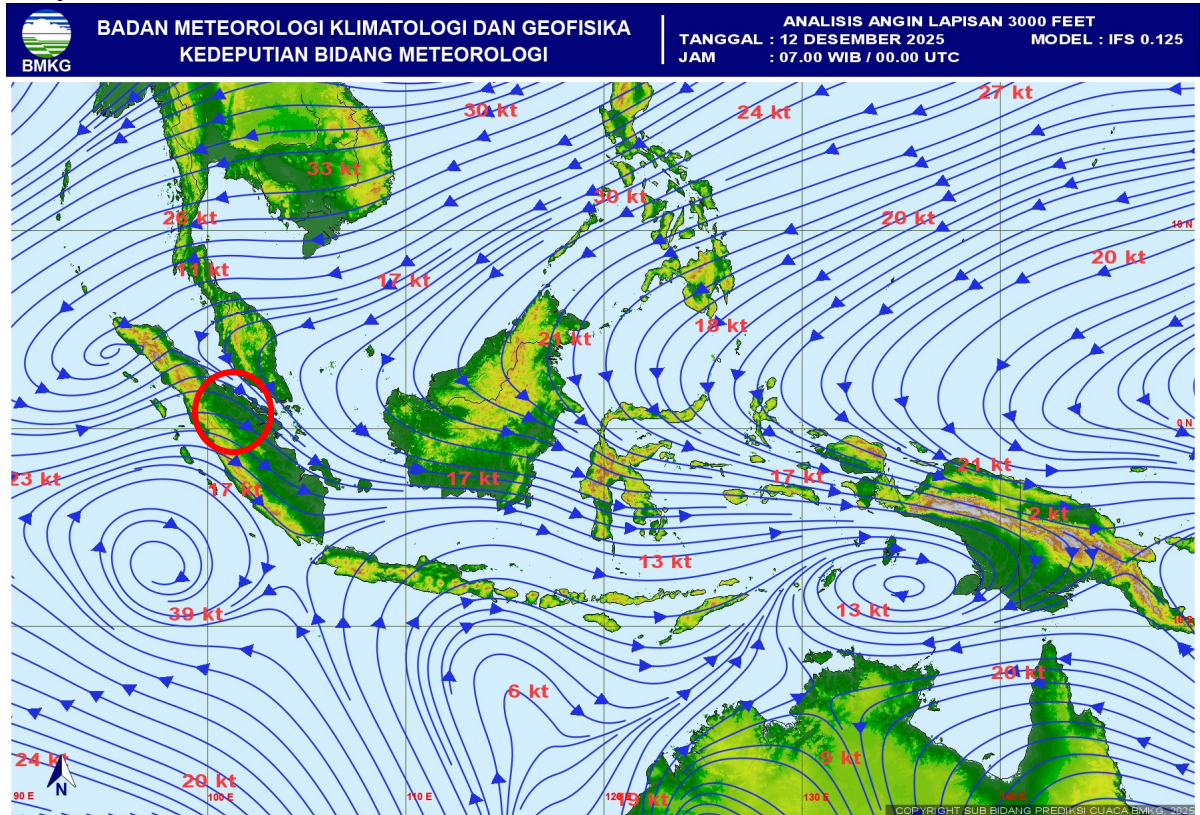 BMKG
BADAN METEOROLOGI KLIMATOLOGI DAN GEOFISIKA
KEDEPUTIAN BIDANG METEOROLOGI
ANALISIS ANGIN LAPISAN 3000 FEET
TANGGAL : 12 DESEMBER 2025 MODEL : IFS 0.125
JAM : 07.00 WIB / 00.00 UTC
27 kt
30 kt
24 kt
33 kt
30 kt
26 kt
20 kt
10 N
20 kt
11 kt
17 kt
18 kt
21 kt
0 N
21 kt
17 kt
17 kt
23 kt
17 kt
2 kt
13 kt
39 kt
13 kt
10 S
20 kt
6 kt
9 kt
24 kt
20 kt
N
90 E
100 E
110 E
120 E
19 kt
130 E
140 E
COPYRIGHT SUB BIDANG PREDIKSI CUACA BMKG, 2025